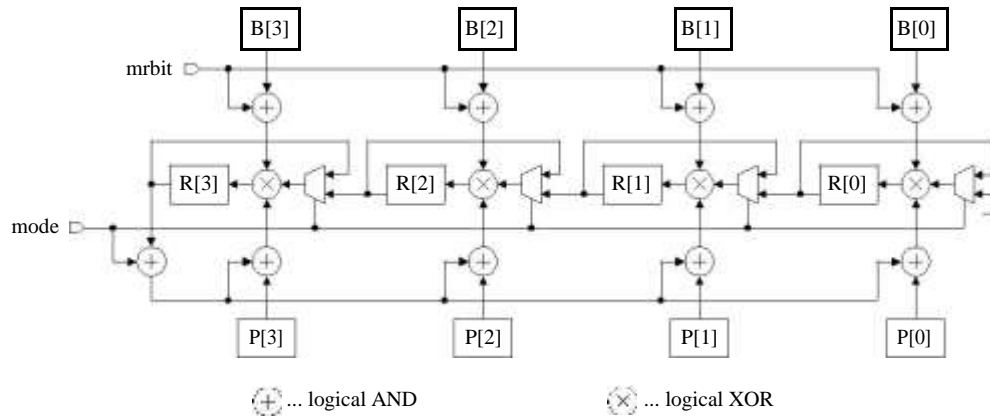 B[3] B[2] B[1] B[0]
mrbit
R[3] R[2] R[1] R[0]
mode
P[3] P[2] P[1] P[0]
... logical AND ... logical XOR